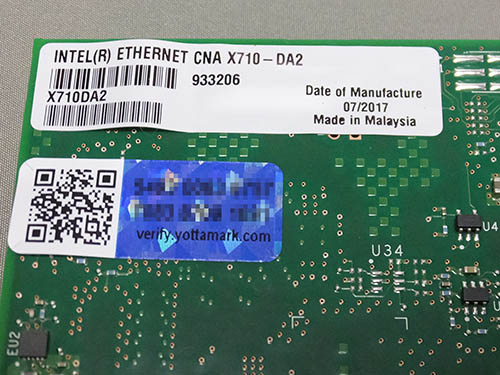 INTEL(R) ETHERNET CNA X710-DA2
933206
X710DA2
Date of Manufacture
07/2017
Made in Malaysia
verify.yottamark.com
U34
U4
EU2